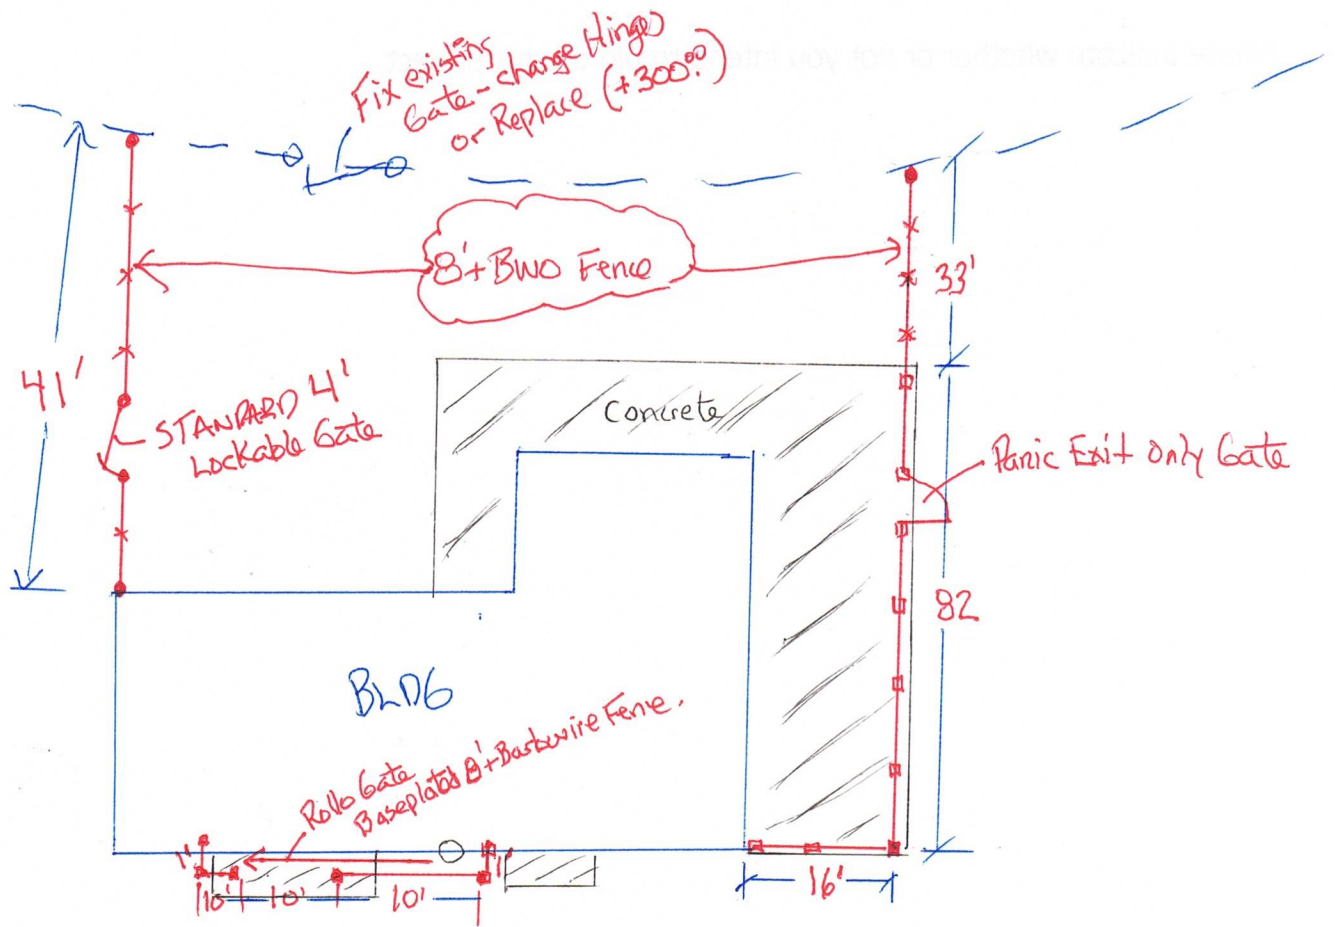 Fix existing
Gate - change Hinges
or Replace (+300.00)
8'+BWO Fence
33'
41'
STANDARD 4'
Lockable Gate
Concrete
Panic Exit Only Gate
82
BLDG
Rollo Gate
Baseplated 8'+Barbwire Fence.
1'
1'
10'
10'
10'
16'